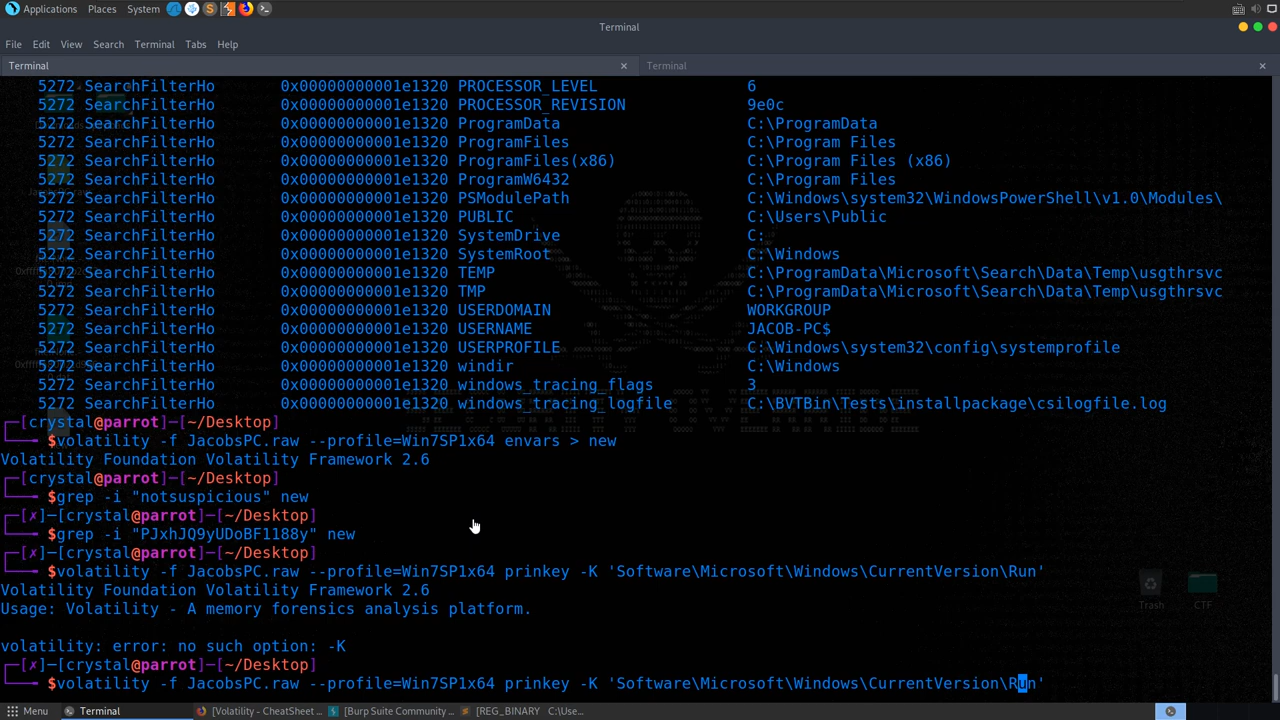 Applications Places System
Terminal
File Edit View Search Terminal Tabs Help
Terminal × Terminal ×
5272 SearchFilterHo 0x00000000001e1320 PROCESSOR_LEVEL 6
5272 SearchFilterHo 0x00000000001e1320 PROCESSOR_REVISION 9e0c
5272 SearchFilterHo 0x00000000001e1320 ProgramData C:\ProgramData
5272 SearchFilterHo 0x00000000001e1320 ProgramFiles C:\Program Files
5272 SearchFilterHo 0x00000000001e1320 ProgramFiles(x86) C:\Program Files (x86)
5272 SearchFilterHo 0x00000000001e1320 ProgramW6432 C:\Program Files
5272 SearchFilterHo 0x00000000001e1320 PSModulePath C:\Windows\system32\WindowsPowerShell\v1.0\Modules\
5272 SearchFilterHo 0x00000000001e1320 PUBLIC C:\Users\Public
5272 SearchFilterHo 0x00000000001e1320 SystemDrive C:
5272 SearchFilterHo 0x00000000001e1320 SystemRoot C:\Windows
5272 SearchFilterHo 0x00000000001e1320 TEMP C:\ProgramData\Microsoft\Search\Data\Temp\usgthrsvc
5272 SearchFilterHo 0x00000000001e1320 TMP C:\ProgramData\Microsoft\Search\Data\Temp\usgthrsvc
5272 SearchFilterHo 0x00000000001e1320 USERDOMAIN WORKGROUP
5272 SearchFilterHo 0x00000000001e1320 USERNAME JACOB-PC$
5272 SearchFilterHo 0x00000000001e1320 USERPROFILE C:\Windows\system32\config\systemprofile
5272 SearchFilterHo 0x00000000001e1320 windir C:\Windows
5272 SearchFilterHo 0x00000000001e1320 windows_tracing_flags 3
5272 SearchFilterHo 0x00000000001e1320 windows_tracing_logfile C:\BVTBin\Tests\installpackage\csilogfile.log
┌─[crystal@parrot]─[~/Desktop]
└──╼ $volatility -f JacobsPC.raw --profile=Win7SP1x64 envars > new
Volatility Foundation Volatility Framework 2.6
┌─[crystal@parrot]─[~/Desktop]
└──╼ $grep -i "notsuspicious" new
┌─[✗]─[crystal@parrot]─[~/Desktop]
└──╼ $grep -i "PJxhJQ9yUDoBF1188y" new
┌─[✗]─[crystal@parrot]─[~/Desktop]
└──╼ $volatility -f JacobsPC.raw --profile=Win7SP1x64 prinkey -K 'Software\Microsoft\Windows\CurrentVersion\Run'
Volatility Foundation Volatility Framework 2.6
Usage: Volatility - A memory forensics analysis platform.
volatility: error: no such option: -K
┌─[✗]─[crystal@parrot]─[~/Desktop]
└──╼ $volatility -f JacobsPC.raw --profile=Win7SP1x64 prinkey -K 'Software\Microsoft\Windows\CurrentVersion\Run'
Trash CTF
Menu Terminal [Volatility - CheatSheet ... [Burp Suite Community ... [REG_BINARY C:\Use...